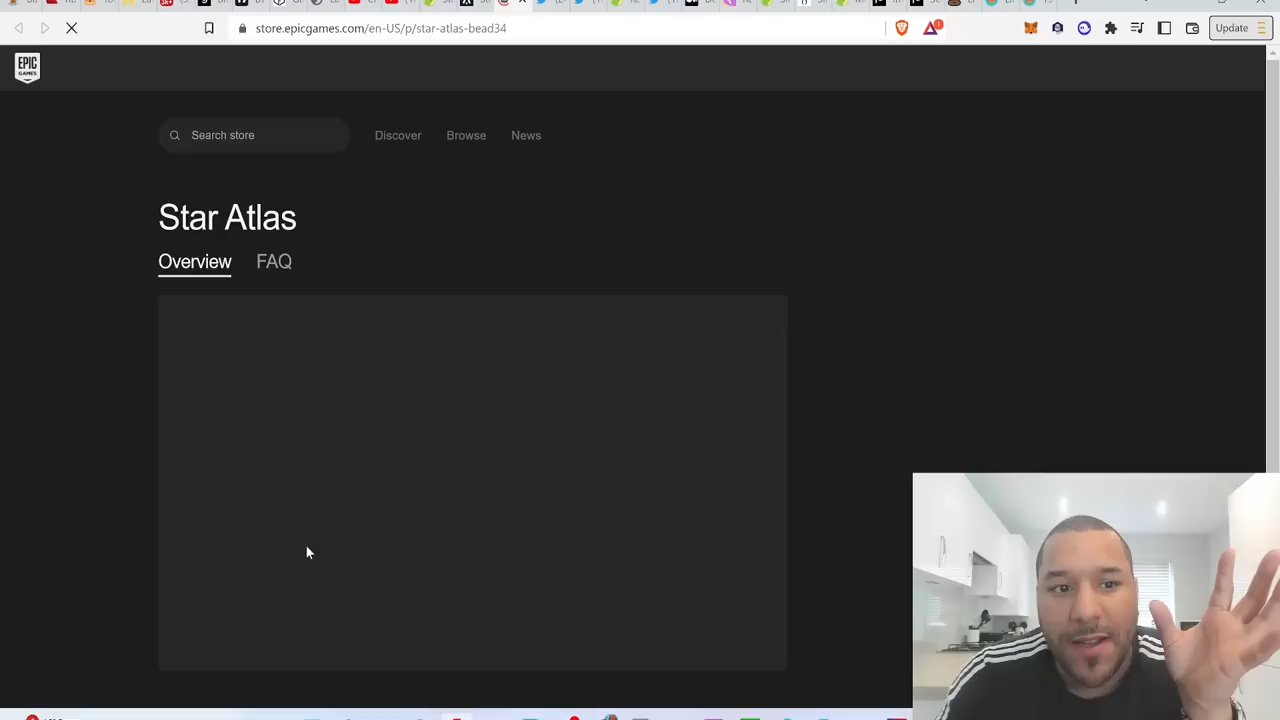 store.epicgames.com/en-US/p/star-atlas-bead34
Update
EPIC
GAMES
Search store
Discover
Browse
News
Star Atlas
Overview
FAQ